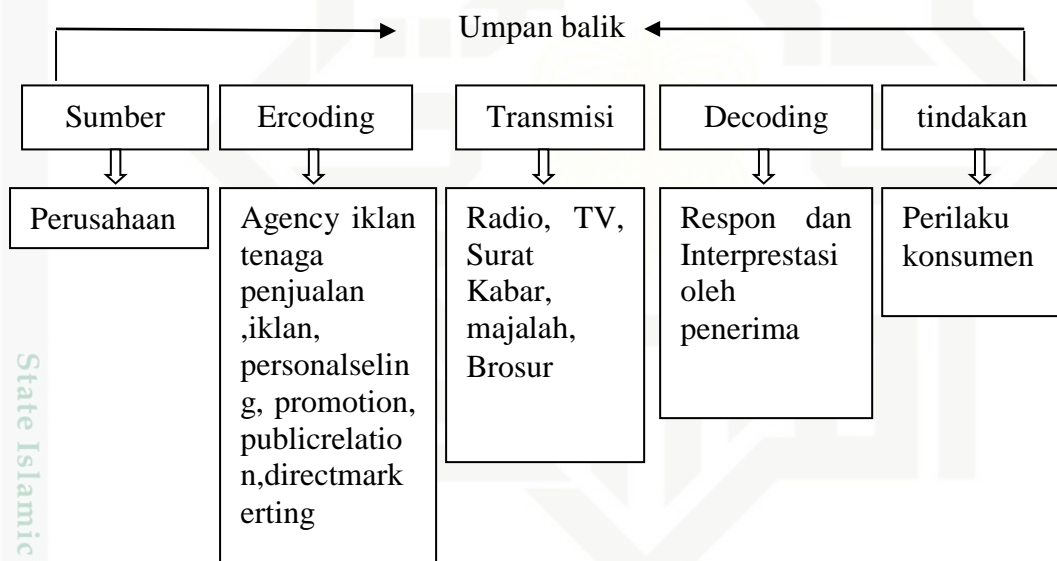 Umpan balik
Sumber
Ercoding
Transmisi
Decoding
tindakan
Perusahaan
Agency iklan
tenaga
penjualan
,iklan,
personalselin
g, promotion,
publicrelatio
n,directmark
erting
Radio, TV,
Surat
Kabar,
majalah,
Brosur
Respon dan
Interprestasi
oleh
penerima
Perilaku
konsumen
State Islamic